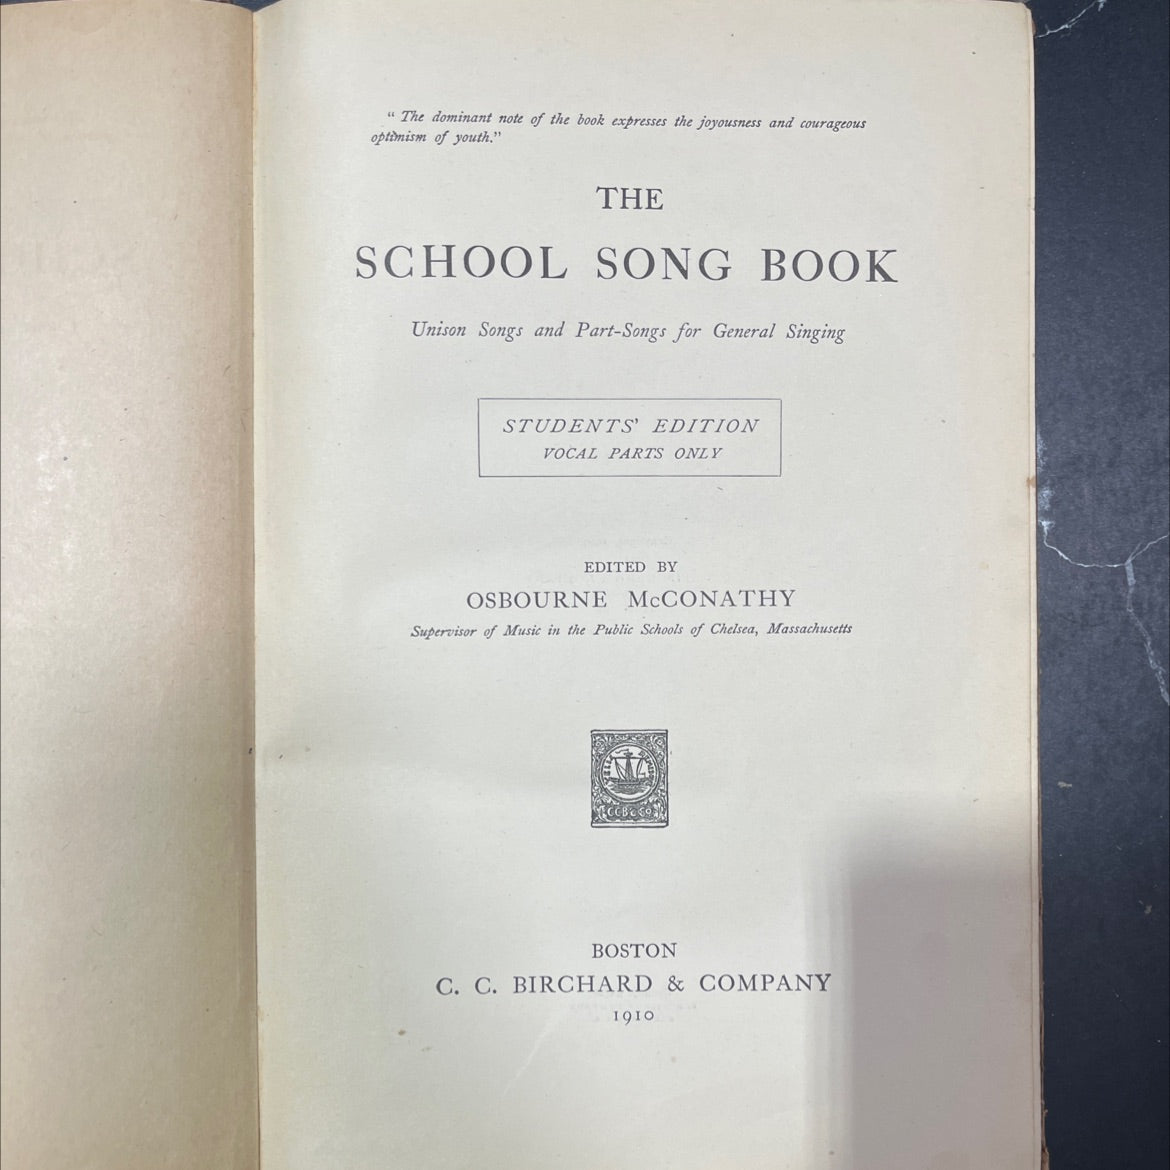 “ The dominant note of the book expresses the joyousness and courageous
optimism of youth.”
THE
SCHOOL SONG BOOK
Unison Songs and Part-Songs for General Singing
STUDENTS' EDITION
VOCAL PARTS ONLY
EDITED BY
OSBOURNE McCONATHY
Supervisor of Music in the Public Schools of Chelsea, Massachusetts
CCB&Co
BOSTON
C. C. BIRCHARD & COMPANY
1910